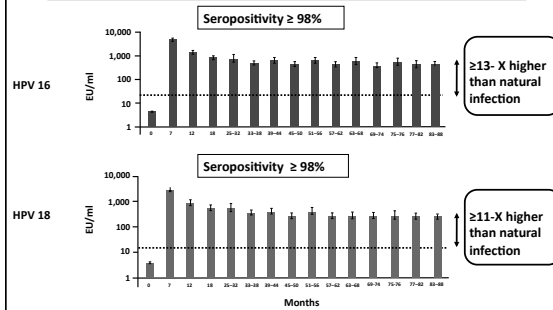 Seropositivity ≥ 98%
10,000
1,000
100
10
1
EU/ml
HPV 16
0 7 12 18 25–32 33–38 39–44 45–50 51–56 57–62 63–68 69-74 75-76 77–82 83–88
≥13- X higher
than natural
infection
Seropositivity ≥ 98%
10,000
1,000
100
10
1
EU/ml
HPV 18
0 7 12 18 25–32 33–38 39–44 45–50 51–56 57–62 63–68 69-74 75-76 77–82 83–88
Months
≥11-X higher
than natural
infection